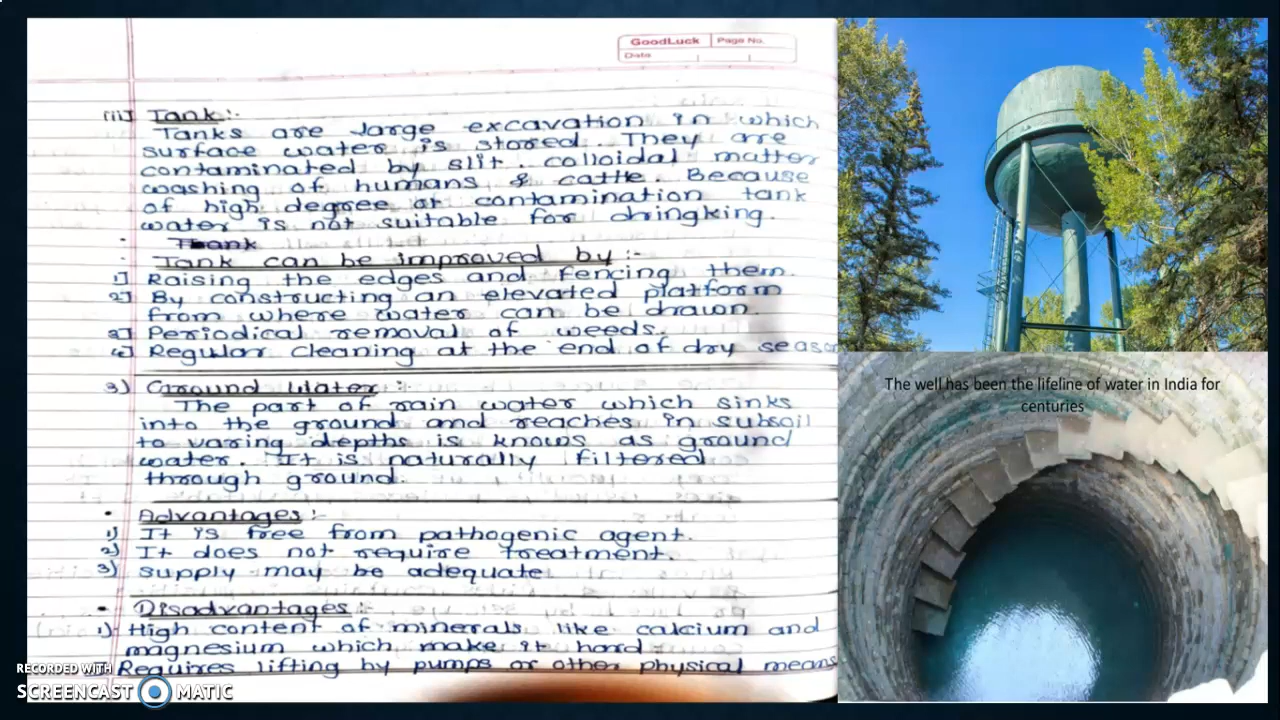 GoodLuck Page No.
Date
iii] Tank:-
Tanks are large excavation in which
surface water is stored. They are
contaminated by slit. colloidal matter
washing of humans & cattle. Because
of high degree of contamination tank
water is not suitable for dringking.
Tank can be improved by :-
1] Raising the edges and fencing them.
2] By constructing an elevated platform
from where water can be drawn.
3] Periodical removal of weeds.
4] Regular cleaning at the end of dry seaso
3) Ground Water :-
The part of rain water which sinks
into the ground and reaches in subsoil
to varing depths is knows as ground
water. It is naturally filtered
through ground.
• Advantages :-
1) It is free from pathogenic agent.
2) It does not require treatment.
3) Supply may be adequate
• Disadvantages :-
1) High content of minerals like calcium and
magnesium which make it hard
Requires lifting by pumps or other physical means
The well has been the lifeline of water in India for
centuries
RECORDED WITH
SCREENCAST MATIC